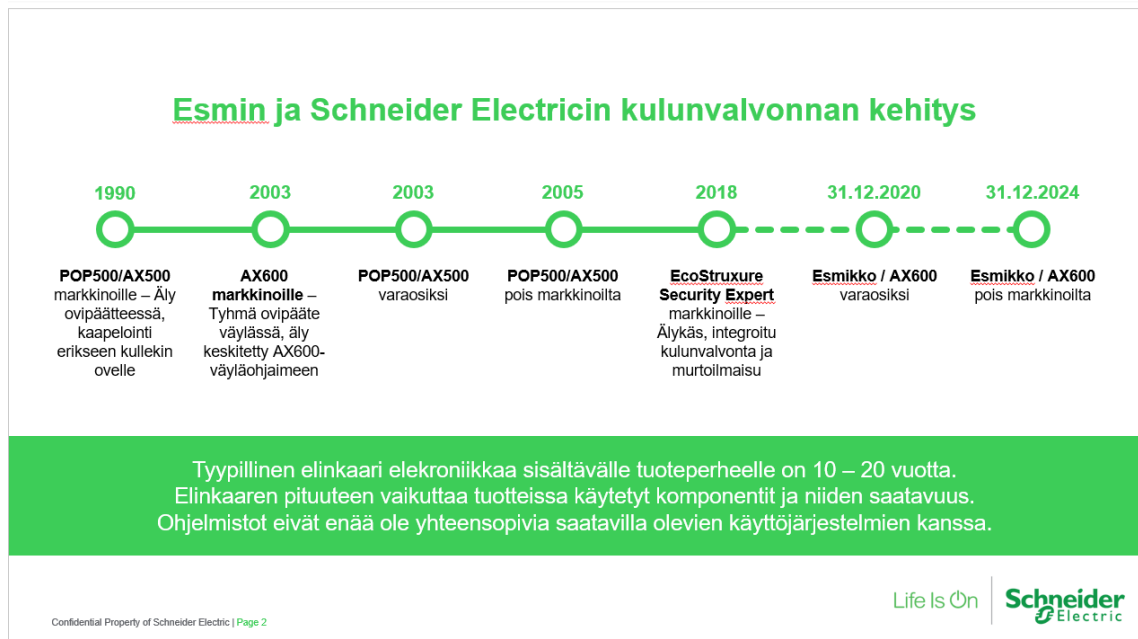 Esmin ja Schneider Electricin kulunvalvonnan kehitys
1990
POP500/AX500
markkinoille – Äly
ovipäätteessä,
kaapelointi
erikseen kullekin
ovelle
2003
AX600
markkinoille –
Tyhmä ovipääte
väylässä, äly
keskitetty AX600-
väyläohjaimeen
2003
POP500/AX500
varaosiksi
2005
POP500/AX500
pois markkinoilta
2018
EcoStruxure
Security Expert
markkinoille –
Älykäs, integroitu
kulunvalvonta ja
murtoilmaisu
31.12.2020
Esmikko / AX600
varaosiksi
31.12.2024
Esmikko / AX600
pois markkinoilta
Tyypillinen elinkaari elekroniikkaa sisältävälle tuoteperheelle on 10 – 20 vuotta.
Elinkaaren pituuteen vaikuttaa tuotteissa käytetyt komponentit ja niiden saatavuus.
Ohjelmistot eivät enää ole yhteensopivia saatavilla olevien käyttöjärjestelmien kanssa.
Confidential Property of Schneider Electric | Page 2
Life Is On
Schneider
Electric